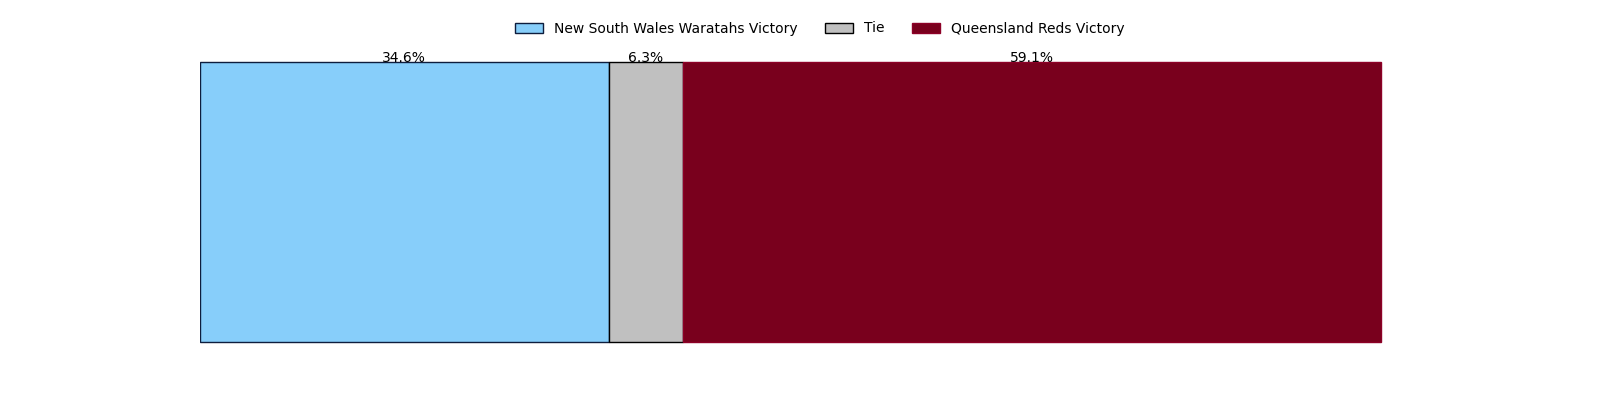 New South Wales Waratahs Victory Tie Queensland Reds Victory
34.6% 6.3% 59.1%